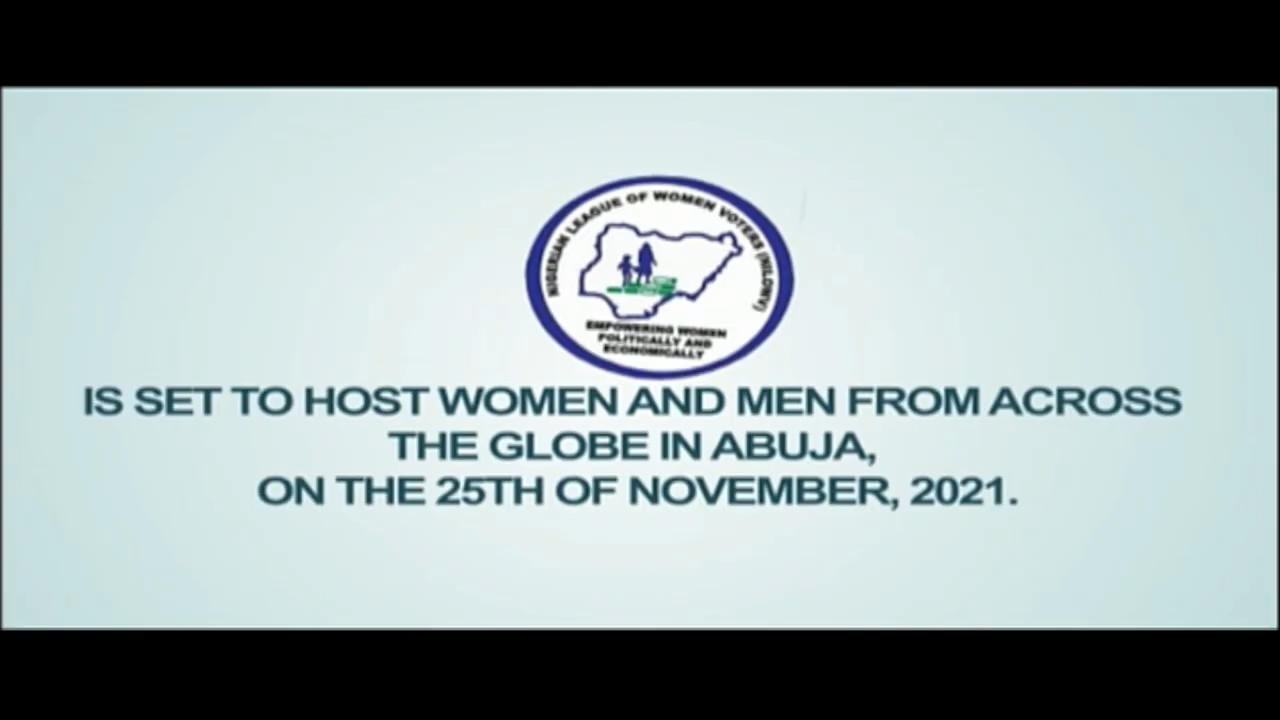 NIGERIAN LEAGUE OF WOMEN VOTERS (NILOWV)
EMPOWERING WOMEN
POLITICALLY AND
ECONOMICALLY
IS SET TO HOST WOMEN AND MEN FROM ACROSS
THE GLOBE IN ABUJA,
ON THE 25TH OF NOVEMBER, 2021.